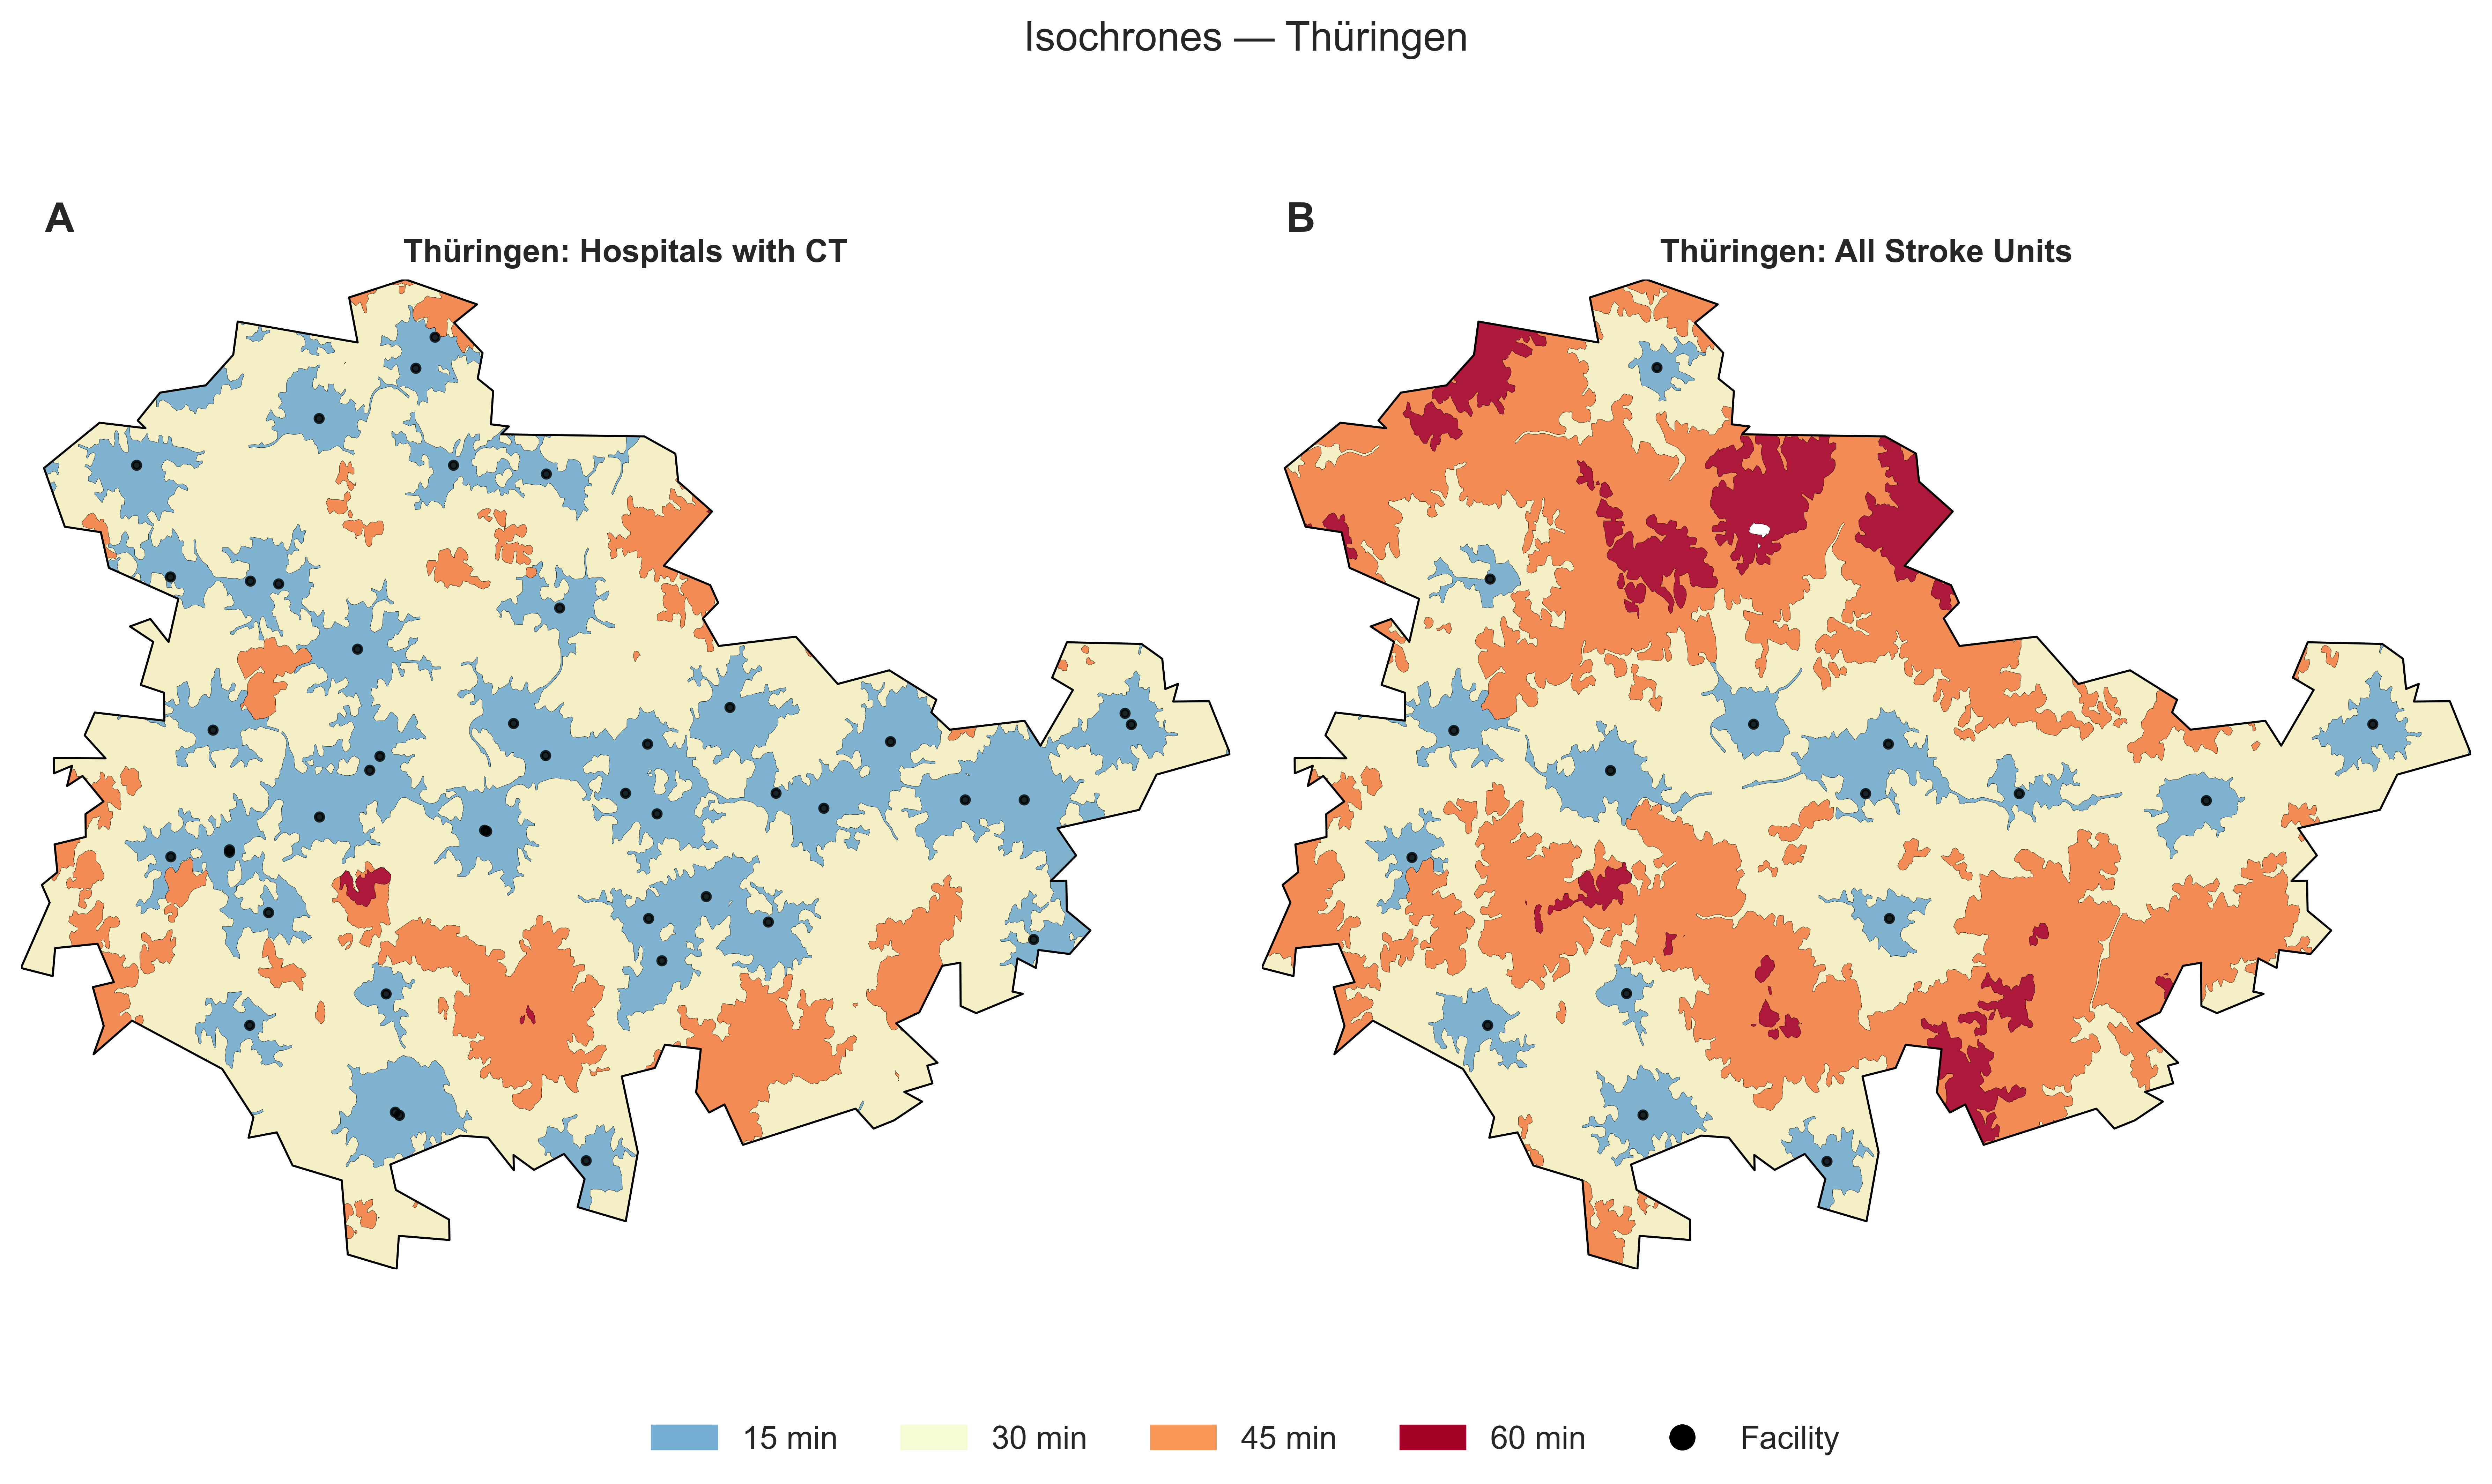 Isochrones — Thüringen
A
Thüringen: Hospitals with CT
B
Thüringen: All Stroke Units
15 min
30 min
45 min
60 min
Facility